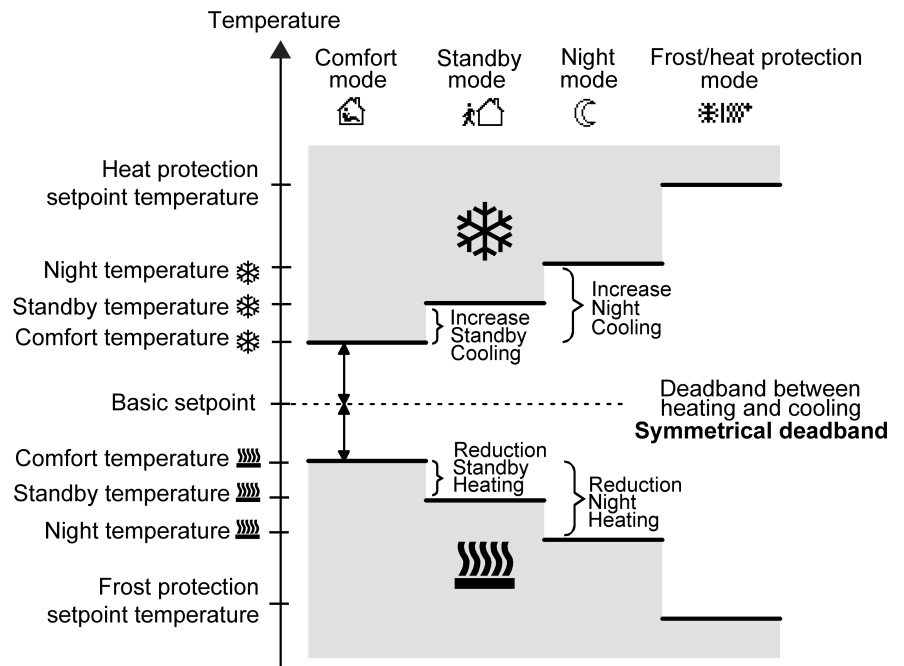 Temperature
Comfort
mode
Standby
mode
Night
mode
Frost/heat protection
mode
Heat protection
setpoint temperature
Night temperature
Standby temperature
Comfort temperature
Increase
Standby
Cooling
Increase
Night
Cooling
Basic setpoint
Deadband between
heating and cooling
Symmetrical deadband
Comfort temperature
Standby temperature
Night temperature
Reduction
Standby
Heating
Reduction
Night
Heating
Frost protection
setpoint temperature